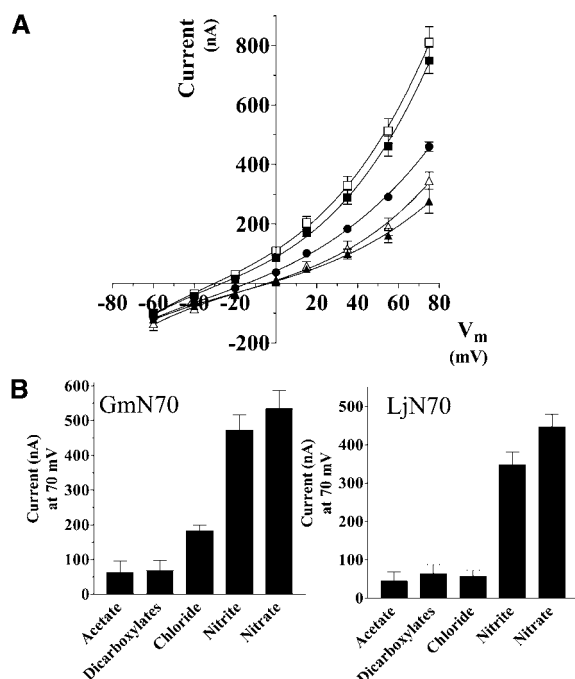 A
Current
(nA)
800
600
400
200
-80 -60 -40 -20 0 20 40 60 80
-200
V m
(mV)
B
GmN70
Current (nA)
at 70 mV
600
500
400
300
200
100
00
Acetate
Dicarboxylates
Chloride
Nitrite
Nitrate
LjN70
Current (nA)
at 70 mV
500
400
300
200
100
0
Acetate
Dicarboxylates
Chloride
Nitrite
Nitrate